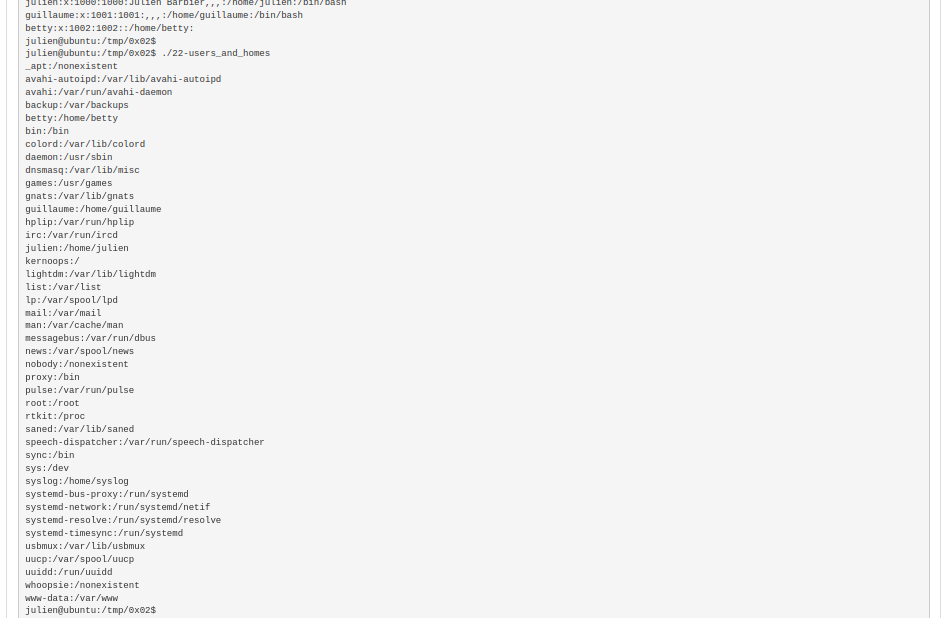 julien:x:1000:1000:Julien Barbier,,,:/home/julien:/bin/bash
guillaume:x:1001:1001:,,,:/home/guillaume:/bin/bash
betty:x:1002:1002::/home/betty:
julien@ubuntu:/tmp/0x02$
julien@ubuntu:/tmp/0x02$ ./22-users_and_homes
_apt:/nonexistent
avahi-autoipd:/var/lib/avahi-autoipd
avahi:/var/run/avahi-daemon
backup:/var/backups
betty:/home/betty
bin:/bin
colord:/var/lib/colord
daemon:/usr/sbin
dnsmasq:/var/lib/misc
games:/usr/games
gnats:/var/lib/gnats
guillaume:/home/guillaume
hplip:/var/run/hplip
irc:/var/run/ircd
julien:/home/julien
kernoops:/
lightdm:/var/lib/lightdm
list:/var/list
lp:/var/spool/lpd
mail:/var/mail
man:/var/cache/man
messagebus:/var/run/dbus
news:/var/spool/news
nobody:/nonexistent
proxy:/bin
pulse:/var/run/pulse
root:/root
rtkit:/proc
saned:/var/lib/saned
speech-dispatcher:/var/run/speech-dispatcher
sync:/bin
sys:/dev
syslog:/home/syslog
systemd-bus-proxy:/run/systemd
systemd-network:/run/systemd/netif
systemd-resolve:/run/systemd/resolve
systemd-timesync:/run/systemd
usbmux:/var/lib/usbmux
uucp:/var/spool/uucp
uuidd:/run/uuidd
whoopsie:/nonexistent
www-data:/var/www
julien@ubuntu:/tmp/0x02$